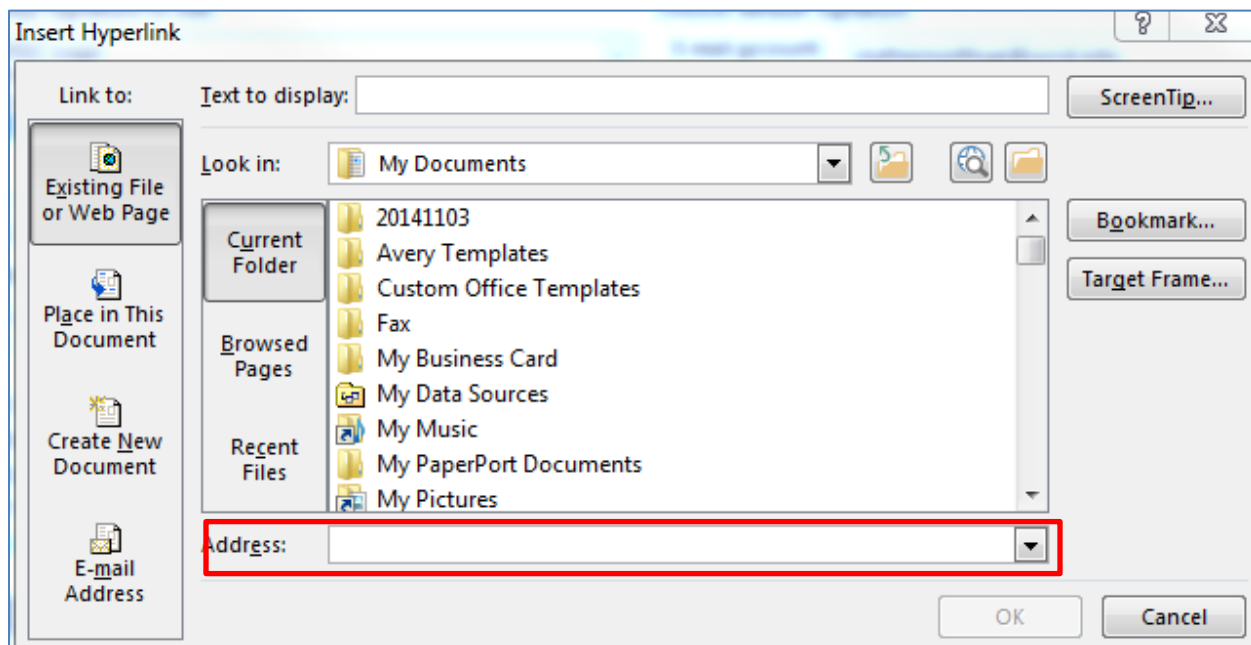 Insert Hyperlink
Link to:
Text to display:
ScreenTip...
Existing File
or Web Page
Place in This
Document
Create New
Document
E-mail
Address
Look in:
My Documents
Current
Folder
Browsed
Pages
Recent
Files
20141103
Avery Templates
Custom Office Templates
Fax
My Business Card
My Data Sources
My Music
My PaperPort Documents
My Pictures
Bookmark...
Target Frame...
Address:
OK
Cancel